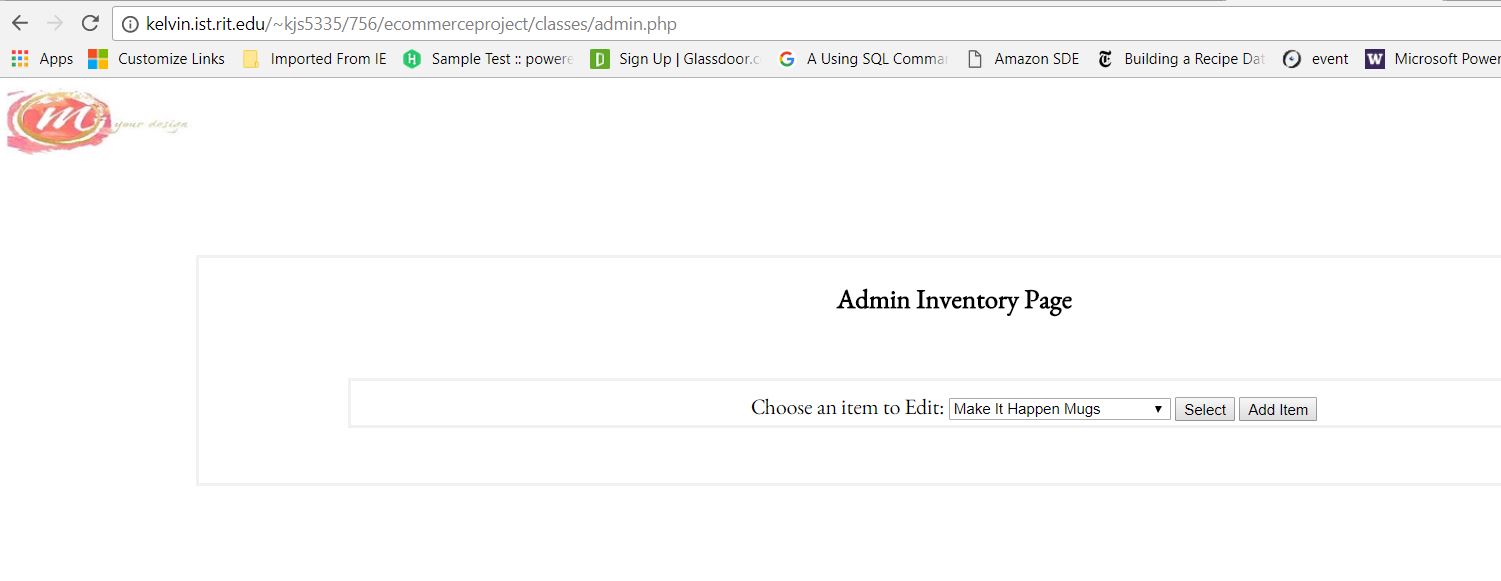 kelvin.ist.rit.edu/~kjs5335/756/ecommerceproject/classes/admin.php
Apps Customize Links Imported From IE Sample Test :: powere Sign Up | Glassdoor.c A Using SQL Commar Amazon SDE Building a Recipe Dat event Microsoft Power
m your design
Admin Inventory Page
Choose an item to Edit: Make It Happen Mugs Select Add Item